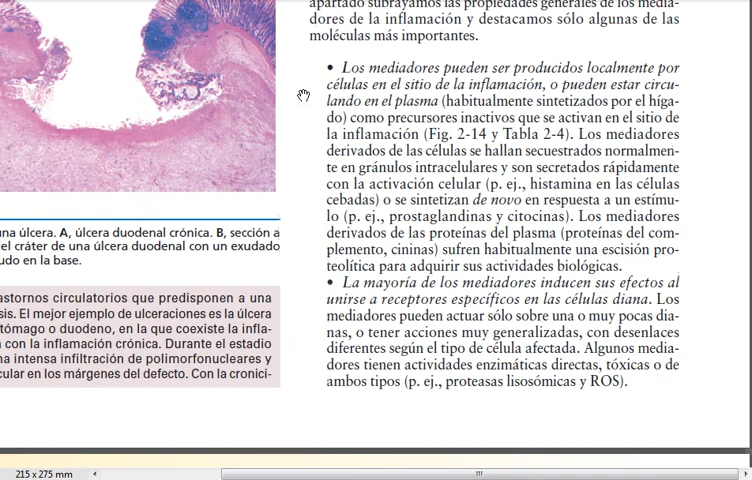 una úlcera. A, úlcera duodenal crónica. B, sección a
el cráter de una úlcera duodenal con un exudado
udo en la base.
astornos circulatorios que predisponen a una
sis. El mejor ejemplo de ulceraciones es la úlcera
tómago o duodeno, en la que coexiste la infla-
con la inflamación crónica. Durante el estadio
na intensa infiltración de polimorfonucleares y
cular en los márgenes del defecto. Con la cronici-
apartado subrayamos las propiedades generales de los media-
dores de la inflamación y destacamos sólo algunas de las
moléculas más importantes.
• Los mediadores pueden ser producidos localmente por
células en el sitio de la inflamación, o pueden estar circu-
lando en el plasma (habitualmente sintetizados por el híga-
do) como precursores inactivos que se activan en el sitio de
la inflamación (Fig. 2-14 y Tabla 2-4). Los mediadores
derivados de las células se hallan secuestrados normalmen-
te en gránulos intracelulares y son secretados rápidamente
con la activación celular (p. ej., histamina en las células
cebadas) o se sintetizan de novo en respuesta a un estímu-
lo (p. ej., prostaglandinas y citocinas). Los mediadores
derivados de las proteínas del plasma (proteínas del com-
plemento, cininas) sufren habitualmente una escisión pro-
teolítica para adquirir sus actividades biológicas.
• La mayoría de los mediadores inducen sus efectos al
unirse a receptores específicos en las células diana. Los
mediadores pueden actuar sólo sobre una o muy pocas dia-
nas, o tener acciones muy generalizadas, con desenlaces
diferentes según el tipo de célula afectada. Algunos media-
dores tienen actividades enzimáticas directas, tóxicas o de
ambos tipos (p. ej., proteasas lisosómicas y ROS).
215 x 275 mm